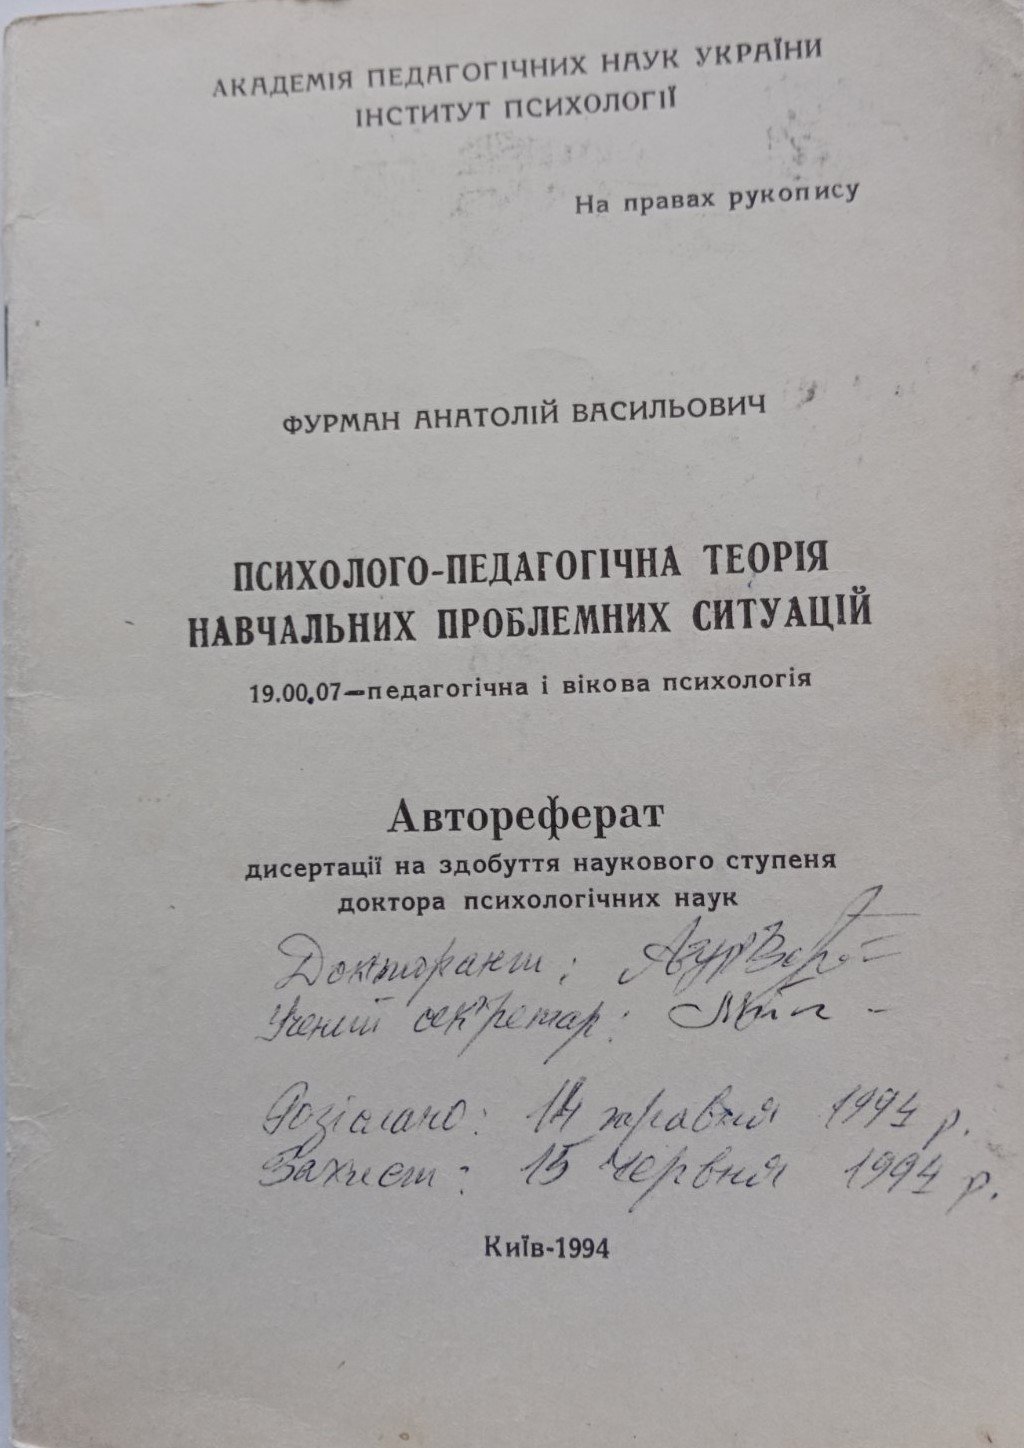 АКАДЕМІЯ ПЕДАГОГІЧНИХ НАУК УКРАЇНИ
ІНСТИТУТ ПСИХОЛОГІЇ
На правах рукопису
ФУРМАН АНАТОЛІЙ ВАСИЛЬОВИЧ
ПСИХОЛОГО-ПЕДАГОГІЧНА ТЕОРІЯ
НАВЧАЛЬНИХ ПРОБЛЕМНИХ СИТУАЦІЙ
19.00.07—педагогічна і вікова психологія
Автореферат
дисертації на здобуття наукового ступеня
доктора психологічних наук
Докторант:
Учений секретар:
Розіслано: 14 травня 1994 р.
Захист: 15 червня 1994 р.
Київ-1994